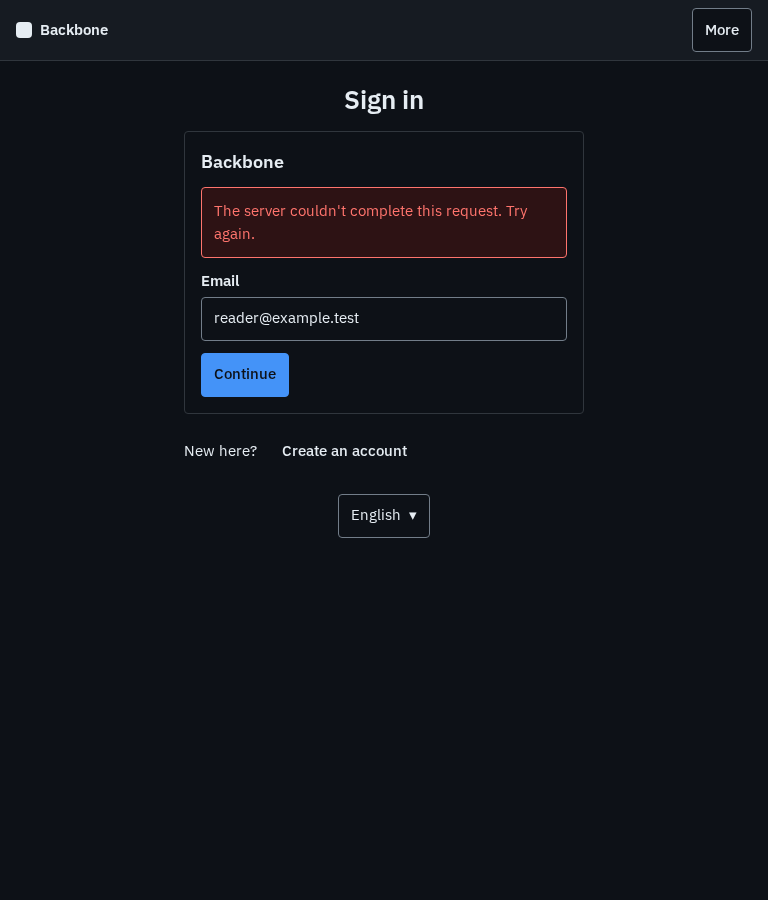 Backbone
More
Sign in
Backbone
The server couldn't complete this request. Try
again.
Email
reader@example.test
Continue
New here? Create an account
English ▾